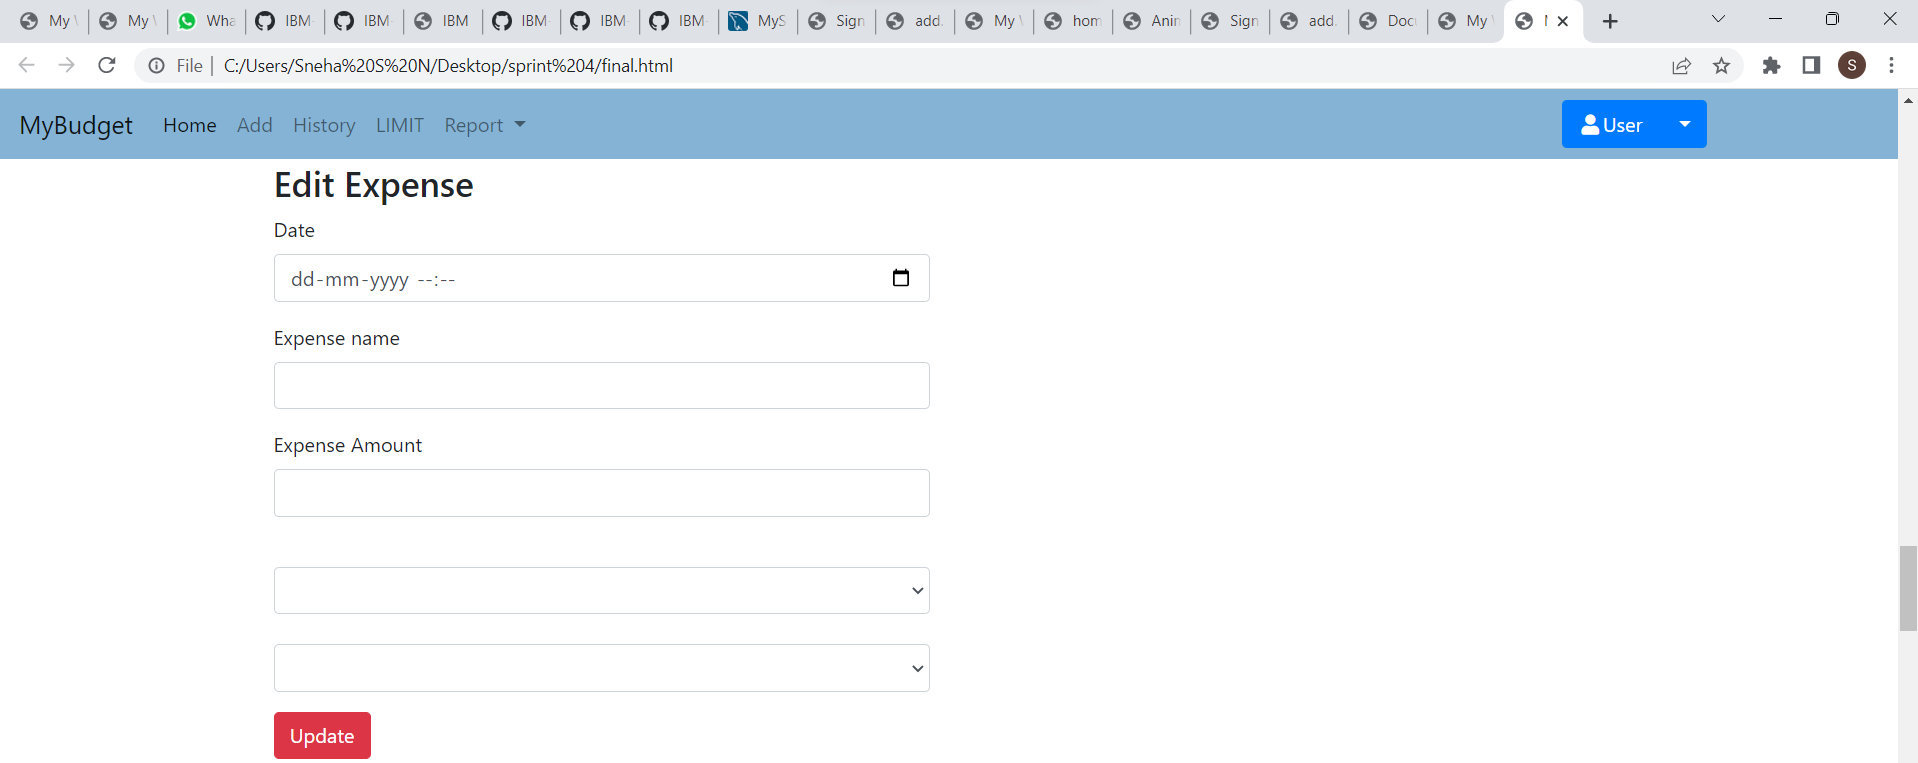 My My Wha IBM- IBM- IBM IBM- IBM- IBM- MyS Sign add. My hom Anin Sign add. Docu My
File C:/Users/Sneha%20S%20N/Desktop/sprint%204/final.html S
MyBudget Home Add History LIMIT Report User
Edit Expense
Date
dd-mm-yyyy --:--
Expense name
Expense Amount
Update